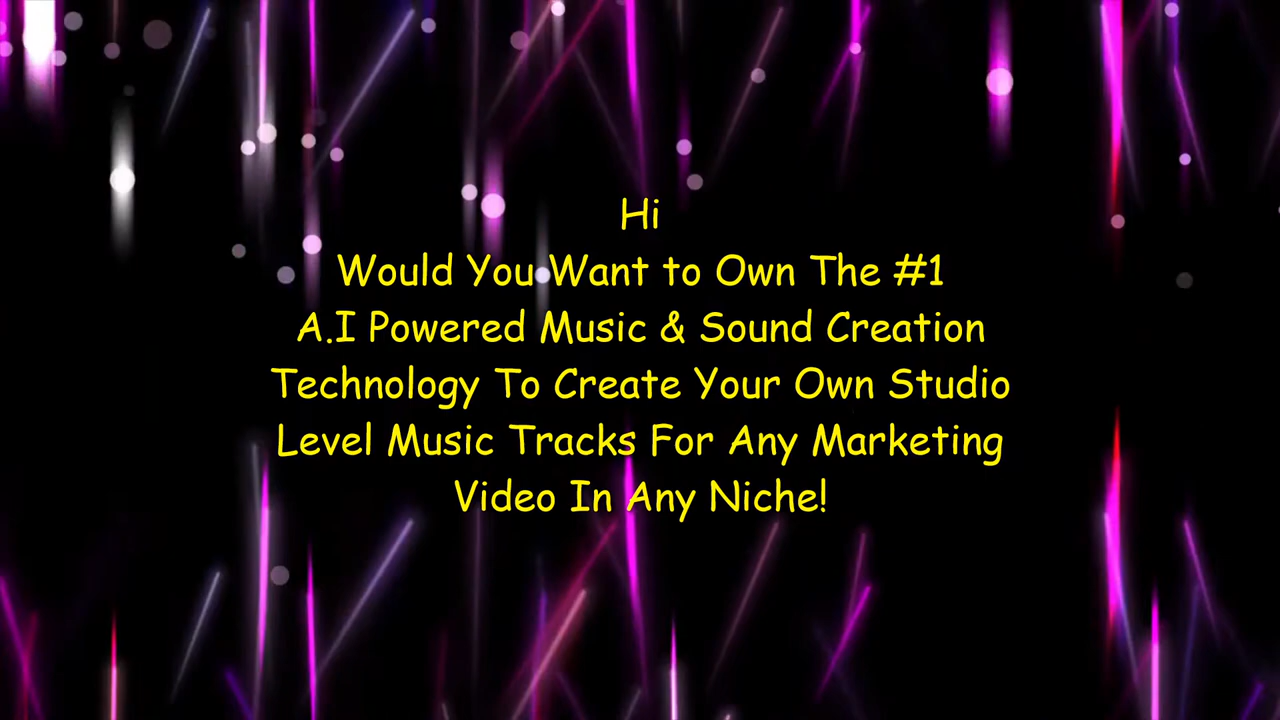 Hi
Would You Want to Own The #1
A.I Powered Music & Sound Creation
Technology To Create Your Own Studio
Level Music Tracks For Any Marketing
Video In Any Niche!